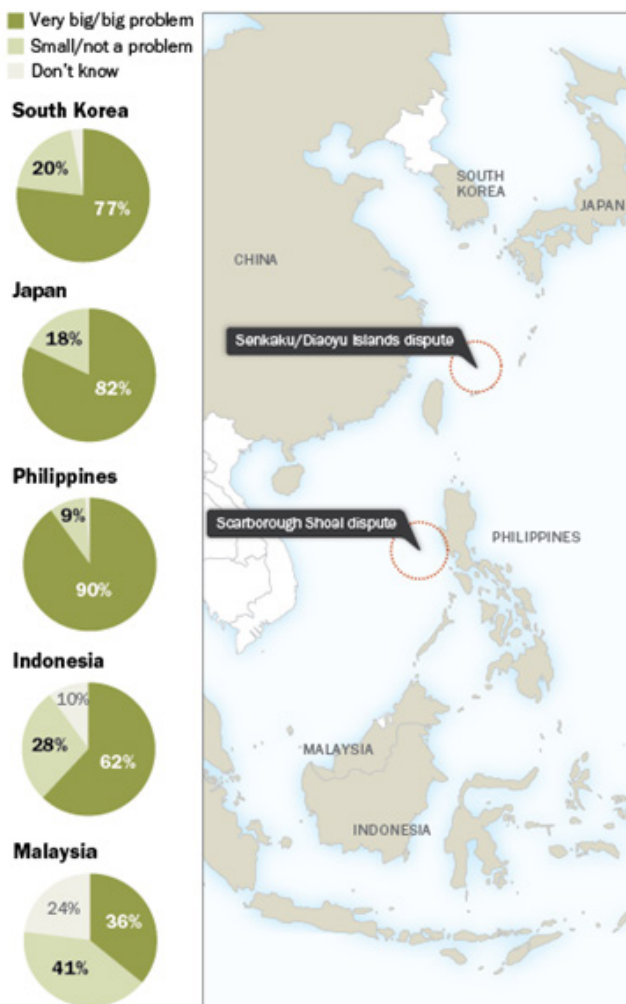 Very big/big problem
Small/not a problem
Don't know
South Korea
20%
77%
Japan
18%
82%
Philippines
9%
90%
Indonesia
10%
28%
62%
Malaysia
24%
36%
41%
SOUTH
KOREA
JAPAN
CHINA
Senkaku/Diaoyu Islands dispute
Scarborough Shoal dispute
PHILIPPINES
MALAYSIA
INDONESIA